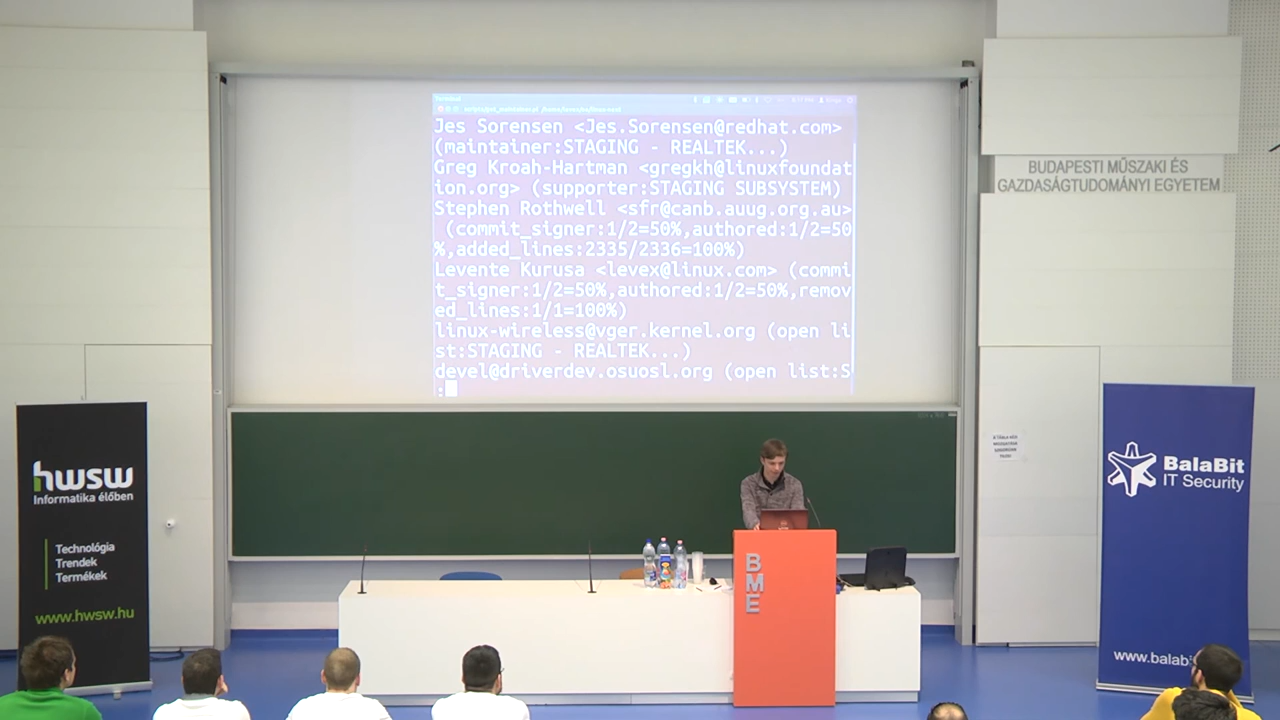 Jes Sorensen <Jes.Sorensen@redhat.com>
(maintainer:STAGING - REALTEK...)
Greg Kroah-Hartman <gregkh@linuxfoundat
ion.org> (supporter:STAGING SUBSYSTEM)
Stephen Rothwell <sfr@canb.auug.org.au>
(commit_signer:1/2=50%,authored:1/2=50
%,added_lines:2335/2336=100%)
Levente Kurusa <levex@linux.com> (commi
t_signer:1/2=50%,authored:1/2=50%,remov
ed_lines:1/1=100%)
linux-wireless@vger.kernel.org (open li
st:STAGING - REALTEK...)
devel@driverdev.osuosl.org (open list:S
:
BUDAPESTI MŰSZAKI ÉS
GAZDASÁGTUDOMÁNYI EGYETEM
hwsw
Informatika élőben
Technológia
Trendek
Termékek
www.hwsw.hu
BME
BalaBit
IT Security
www.balabi